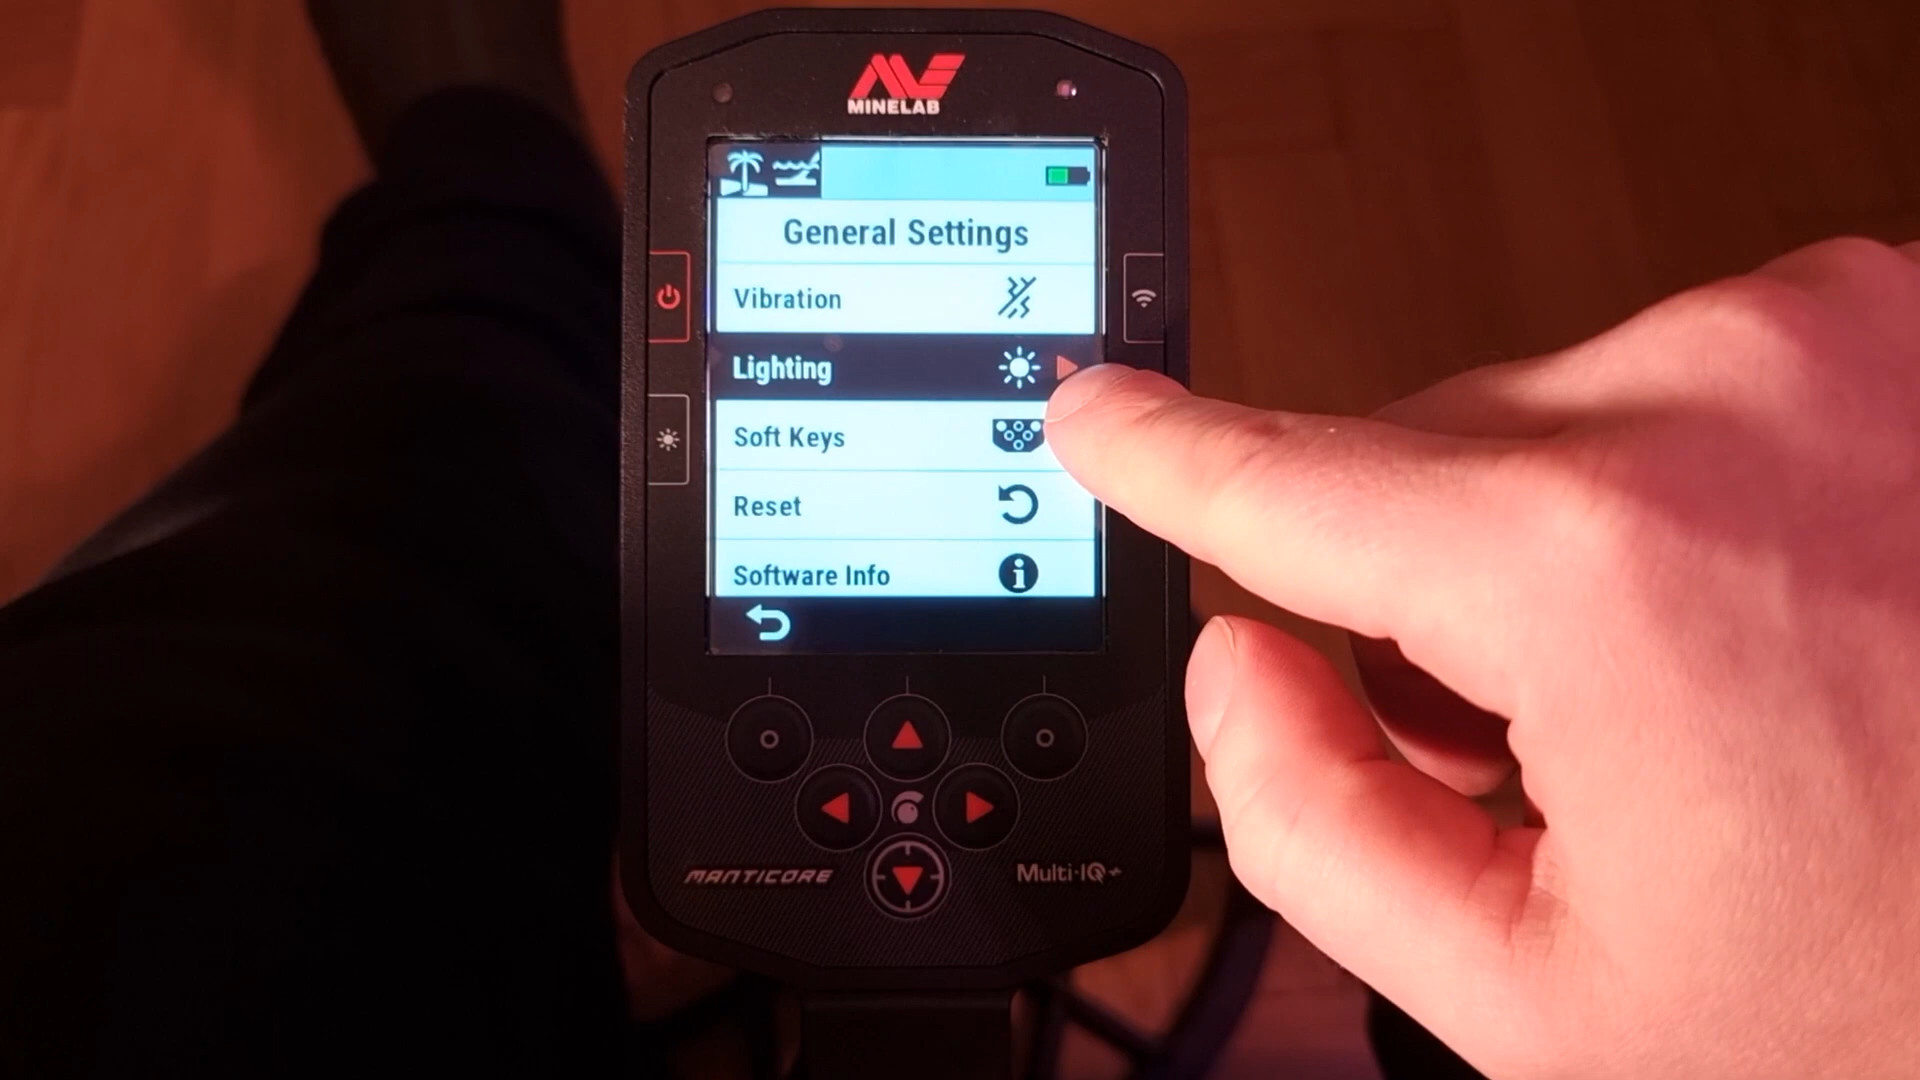 MINELAB
General Settings
Vibration
Lighting
Soft Keys
Reset
Software Info
MANTICORE
Multi·IQ+